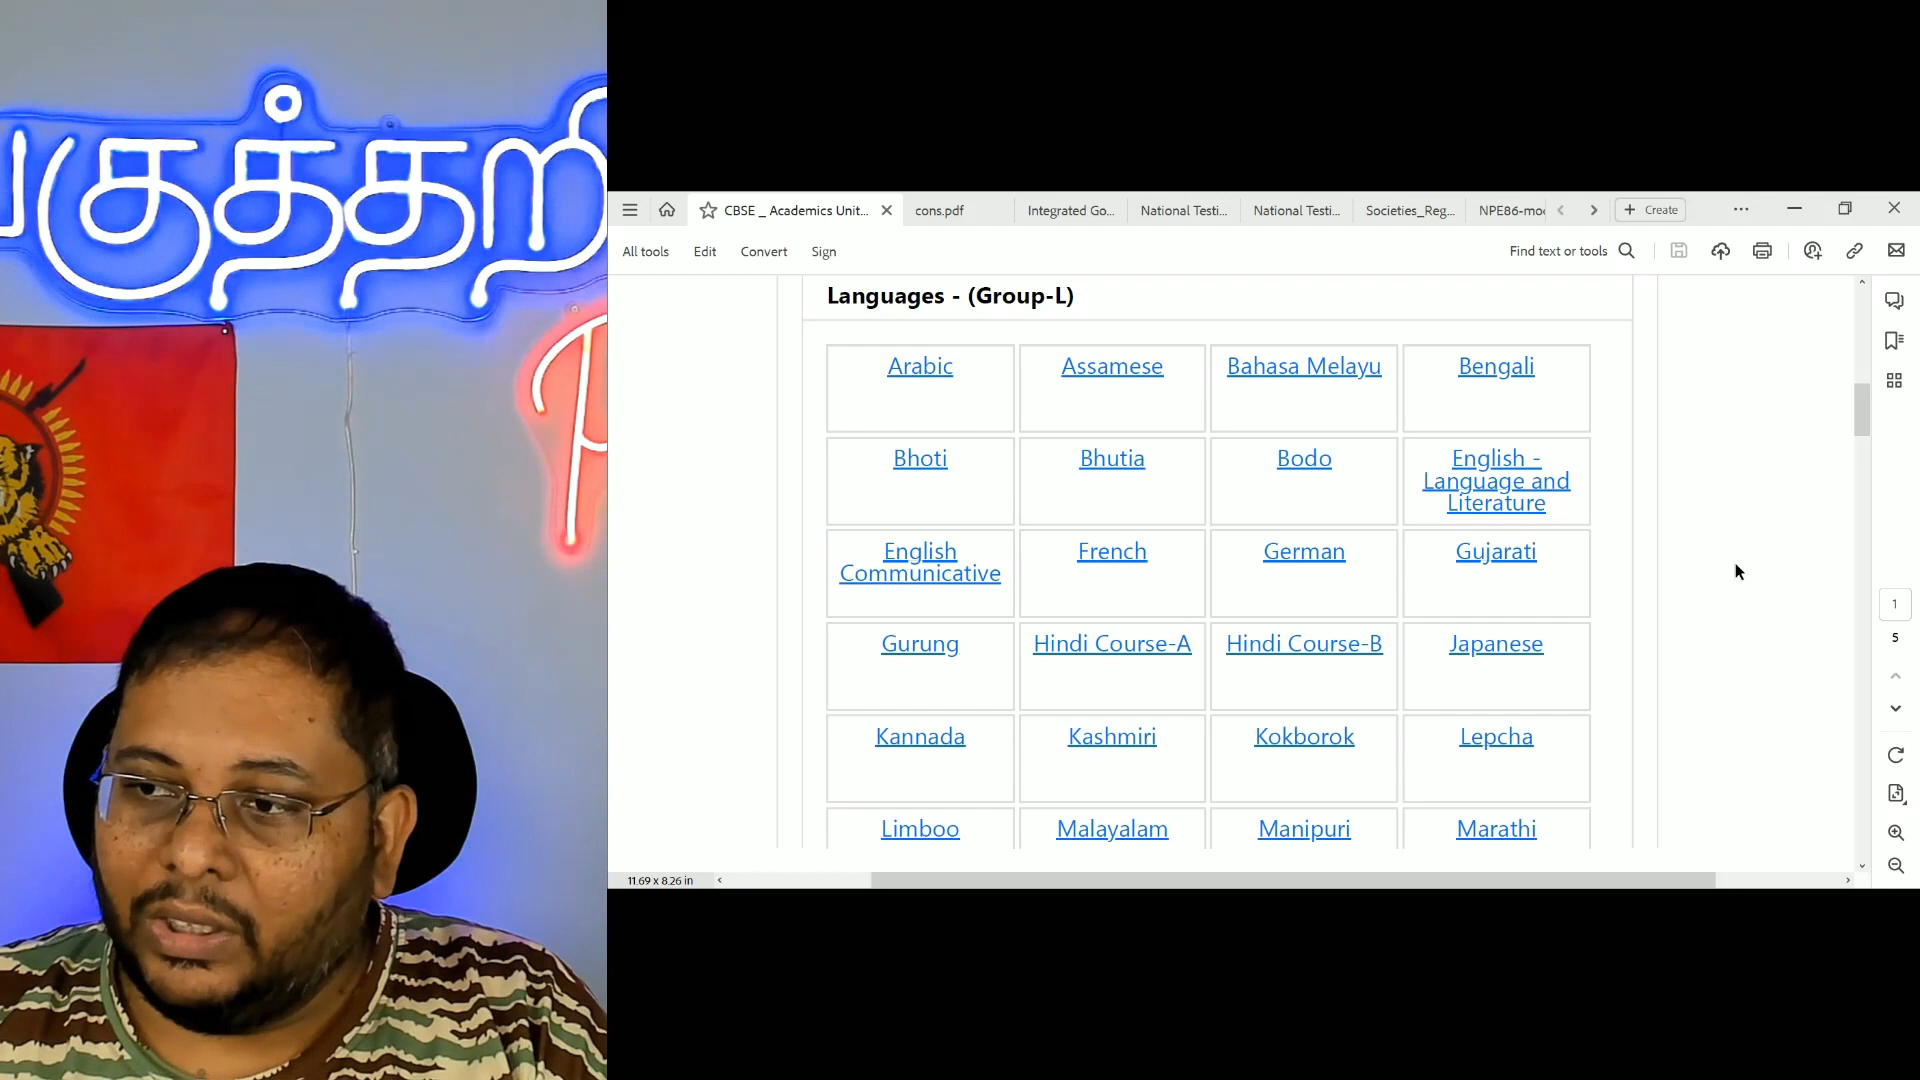 குத்தறி
CBSE _ Academics Unit...
cons.pdf
Integrated Go...
National Testi...
National Testi...
Societies_Reg...
NPE86-mo
Create
All tools
Edit
Convert
Sign
Find text or tools
Languages - (Group-L)
Arabic
Assamese
Bahasa Melayu
Bengali
Bhoti
Bhutia
Bodo
English -
Language and
Literature
English
Communicative
French
German
Gujarati
Gurung
Hindi Course-A
Hindi Course-B
Japanese
Kannada
Kashmiri
Kokborok
Lepcha
Limboo
Malayalam
Manipuri
Marathi
1
5
11.69 x 8.26 in